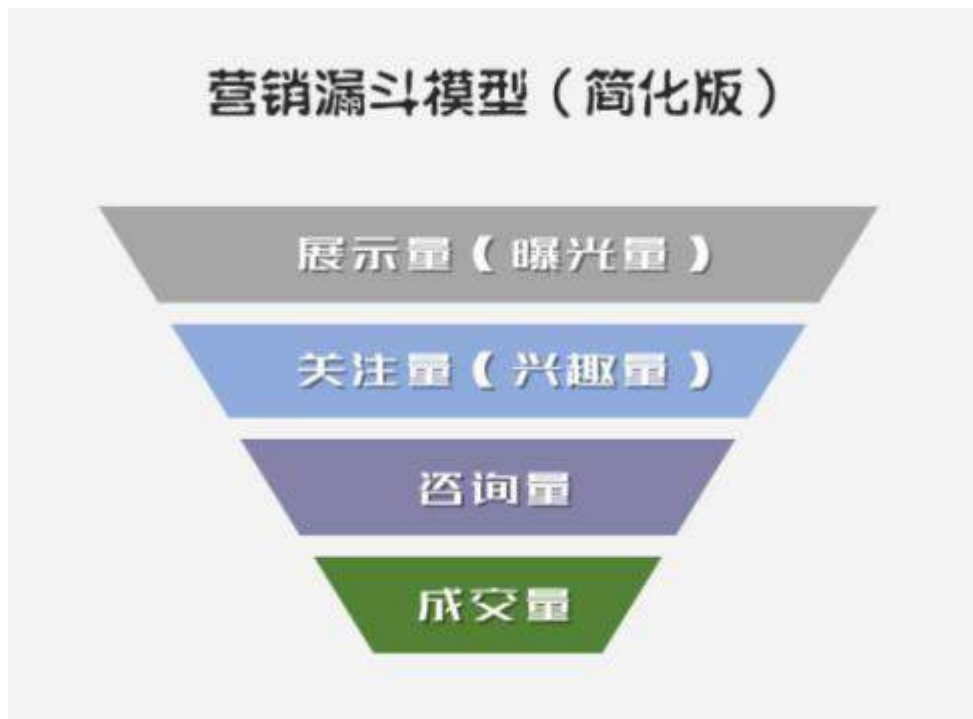 营销漏斗模型（简化版）
展示量（曝光量）
关注量（兴趣量）
咨询量
成交量